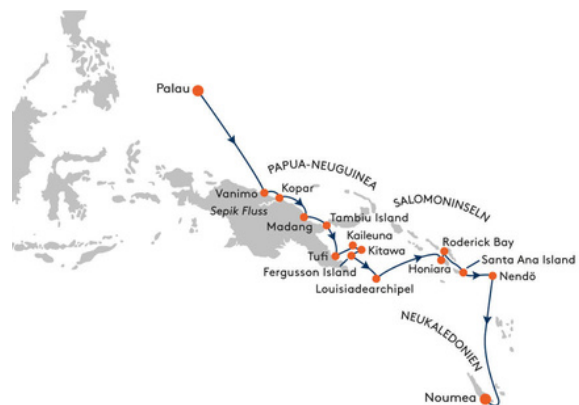 Palau
PAPUA-NEUGUINEA
Vanimo
Kopar
Sepik Fluss
SALOMONINSELN
Madang
Tambiu Island
Kaileuna
Roderick Bay
Tufi
Kitawa
Santa Ana Island
Fergusson Island
Honiara
Nendö
Louisiadearchipel
NEUKALEDONIEN
Noumea